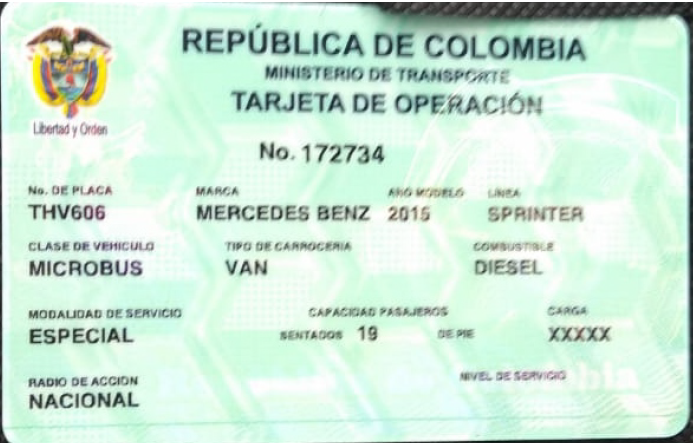 REPÚBLICA DE COLOMBIA
MINISTERIO DE TRANSPORTE
TARJETA DE OPERACIÓN
Libertad y Orden
No. 172734
No. DE PLACA MARCA AÑO MODELO LINEA
THV606 MERCEDES BENZ 2015 SPRINTER
CLASE DE VEHICULO TIPO DE CARROCERIA COMBUSTIBLE
MICROBUS VAN DIESEL
MODALIDAD DE SERVICIO CAPACIDAD PASAJEROS CARGA
ESPECIAL SENTADOS 19 DE PIE XXXXX
RADIO DE ACCION NIVEL DE SERVICIO
NACIONAL